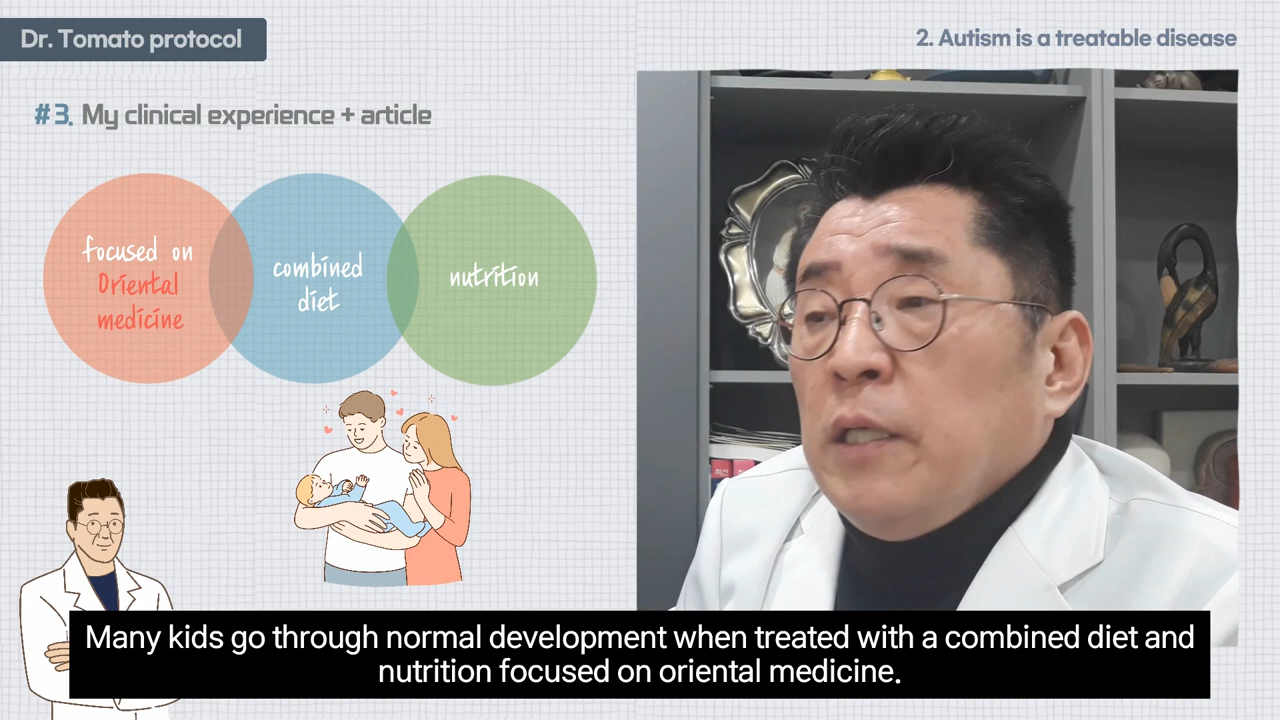 Dr. Tomato protocol
2. Autism is a treatable disease
#3. My clinical experience + article
focused on
Oriental
medicine
combined
diet
nutrition
Many kids go through normal development when treated with a combined diet and
nutrition focused on oriental medicine.